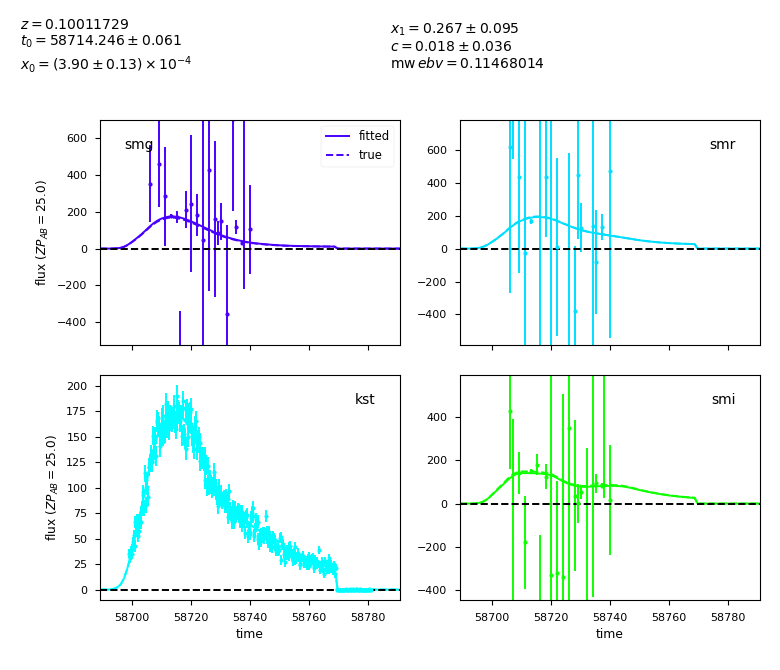 z = 0.10011729
t₀ = 58714.246 ± 0.061
x₀ = (3.90 ± 0.13) × 10⁻⁴
x₁ = 0.267 ± 0.095
c = 0.018 ± 0.036
mw ebv = 0.11468014
smg
fitted
true
flux (ZP_AB = 25.0)
600
400
200
0
−200
−400
smr
600
400
200
0
−200
−400
kst
flux (ZP_AB = 25.0)
200
175
150
125
100
75
50
25
0
58700 58720 58740 58760 58780
time
smi
400
200
0
−200
−400
58700 58720 58740 58760 58780
time